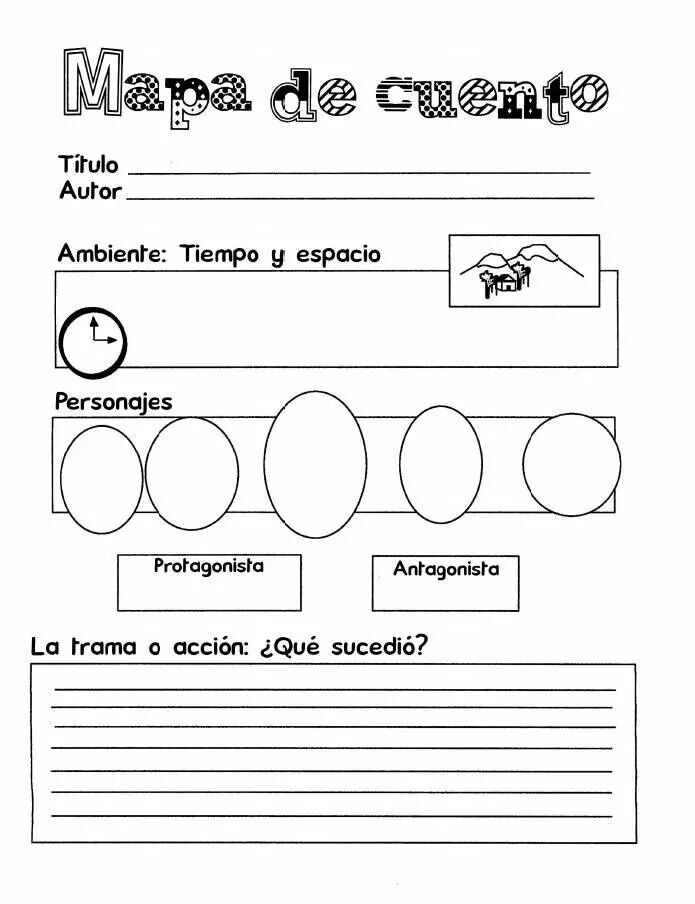 Mapa de cuento
Título
Autor
Ambiente: Tiempo y espacio
Personajes
Protagonista
Antagonista
La trama o acción: ¿Qué sucedió?